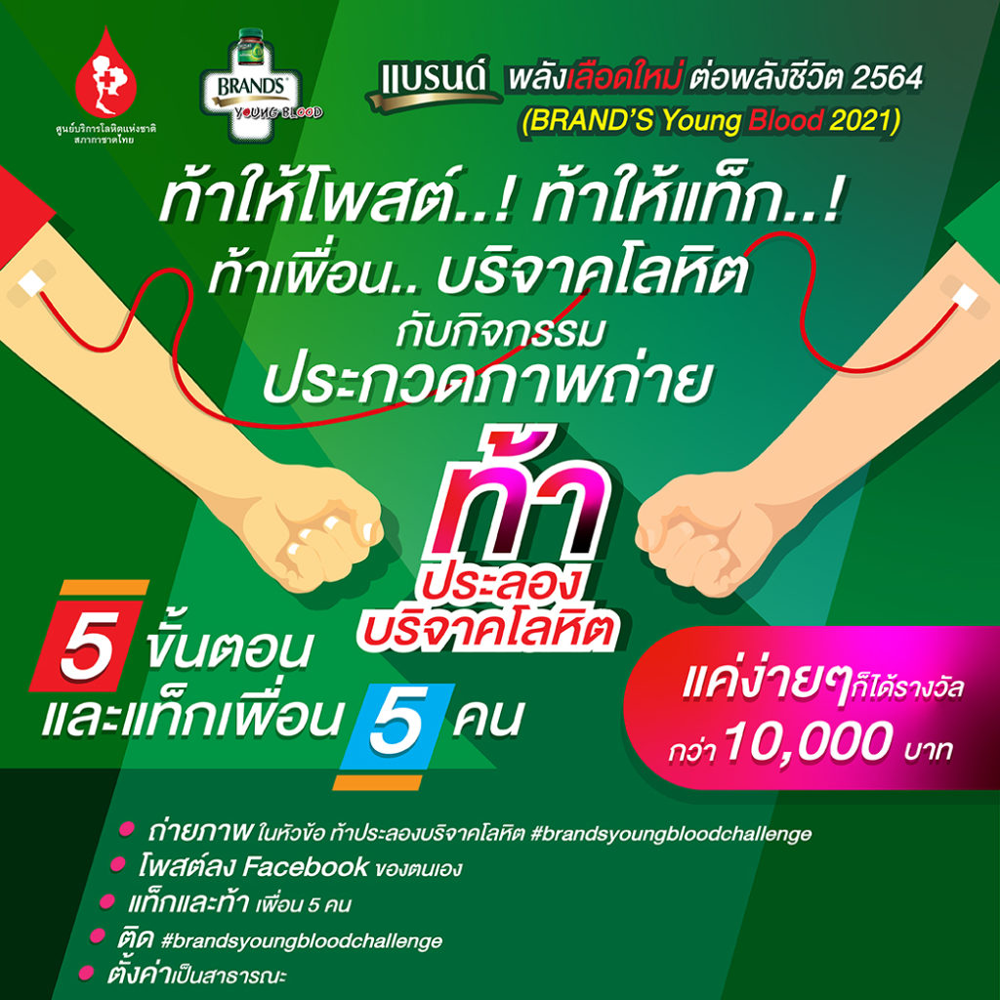 ศูนย์บริการโลหิตแห่งชาติ
สภากาชาดไทย
BRAND'S®
YOUNG BLOOD
แบรนด์ พลังเลือดใหม่ ต่อพลังชีวิต 2564
(BRAND'S Young Blood 2021)
ท้าให้โพสต์..! ท้าให้แท็ก..!
ท้าเพื่อน.. บริจาคโลหิต
กับกิจกรรม
ประกวดภาพถ่าย
ท้า
ประลอง
บริจาคโลหิต
5 ขั้นตอน
และแท็กเพื่อน 5 คน
แค่ง่ายๆก็ได้รางวัล
กว่า 10,000 บาท
• ถ่ายภาพ ในหัวข้อ ท้าประลองบริจาคโลหิต #brandsyoungbloodchallenge
• โพสต์ลง Facebook ของตนเอง
• แท็กและท้า เพื่อน 5 คน
• ติด #brandsyoungbloodchallenge
• ตั้งค่าเป็นสาธารณะ